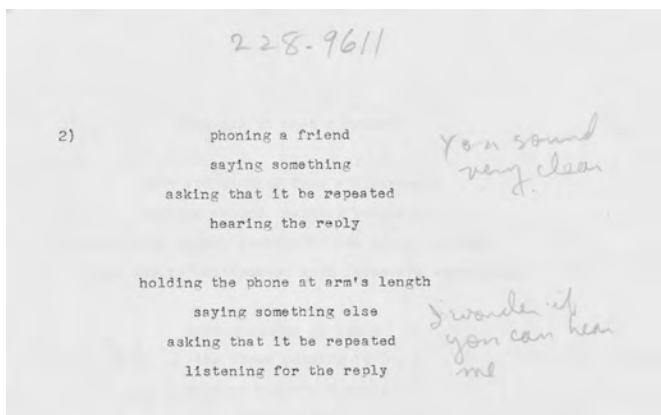 228-9611
2)
phoning a friend
saying something
asking that it be repeated
hearing the reply
You sound
very clear
holding the phone at arm's length
saying something else
asking that it be repeated
listening for the reply
I wonder if
you can hear
me